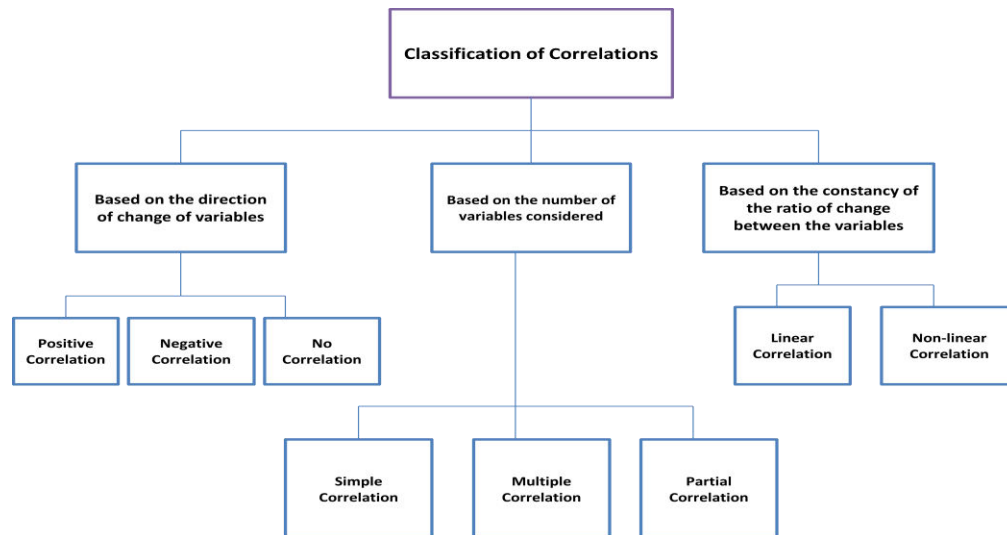 Classification of Correlations
Based on the direction
of change of variables
Based on the number of
variables considered
Based on the constancy of
the ratio of change
between the variables
Positive
Correlation
Negative
Correlation
No
Correlation
Linear
Correlation
Non-linear
Correlation
Simple
Correlation
Multiple
Correlation
Partial
Correlation